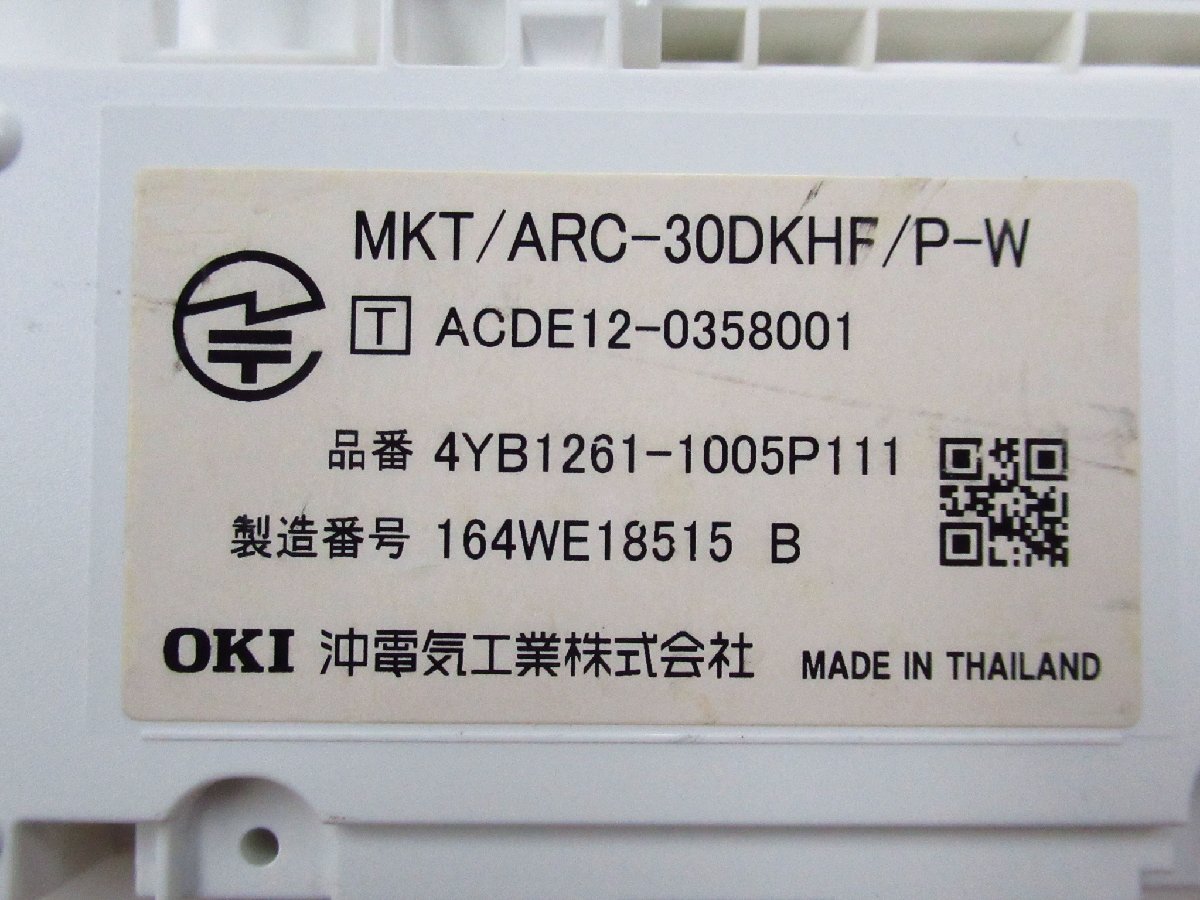 MKT/ARC-30DKHF/P-W
T ACDE12-0358001
品番 4YB1261-1005P111
製造番号 164WE18515 B
OKI 沖電気工業株式会社 MADE IN THAILAND